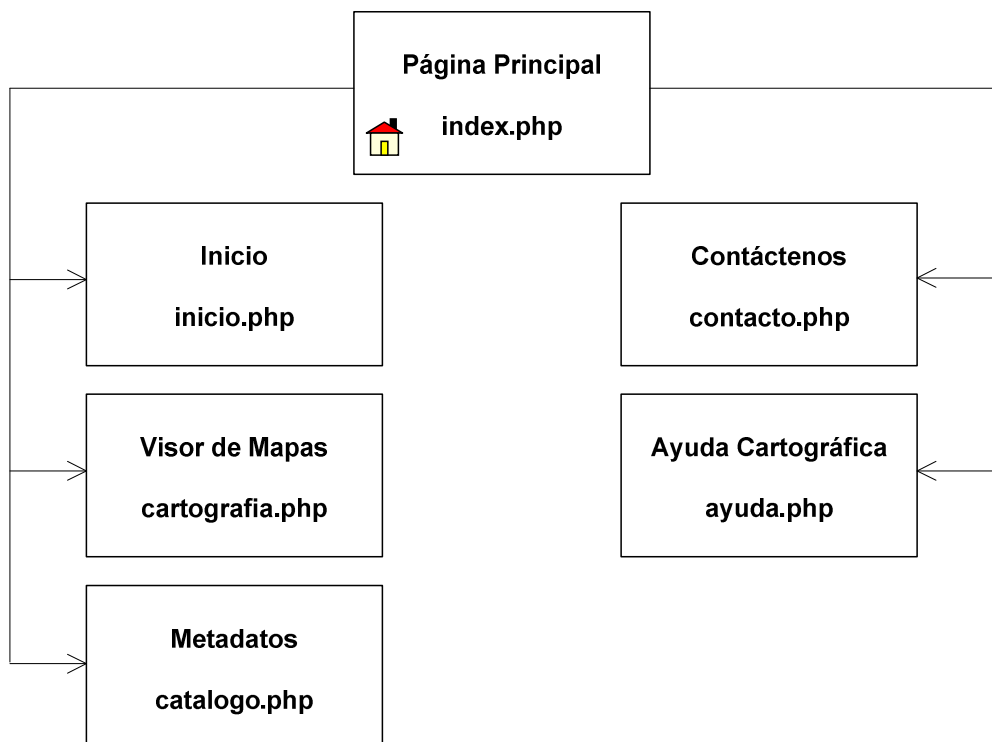 Página Principal
index.php
Inicio
inicio.php
Contáctenos
contacto.php
Visor de Mapas
cartografia.php
Ayuda Cartográfica
ayuda.php
Metadatos
catalogo.php